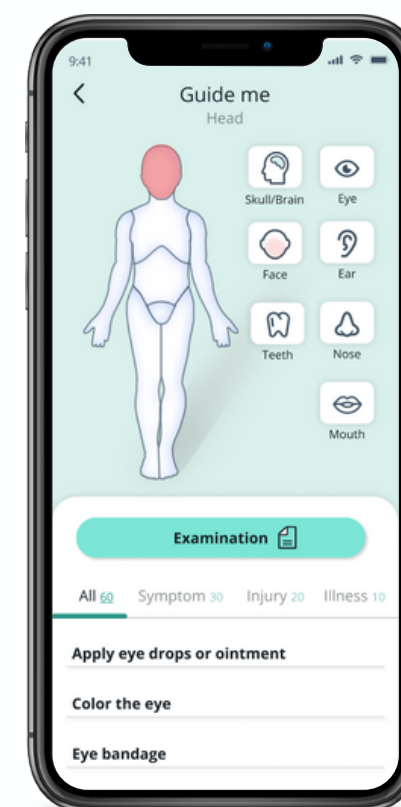 9:41
Guide me
Head
Skull/Brain
Eye
Face
Ear
Teeth
Nose
Mouth
Examination
All 60
Symptom 30
Injury 20
Illness 10
Apply eye drops or ointment
Color the eye
Eye bandage